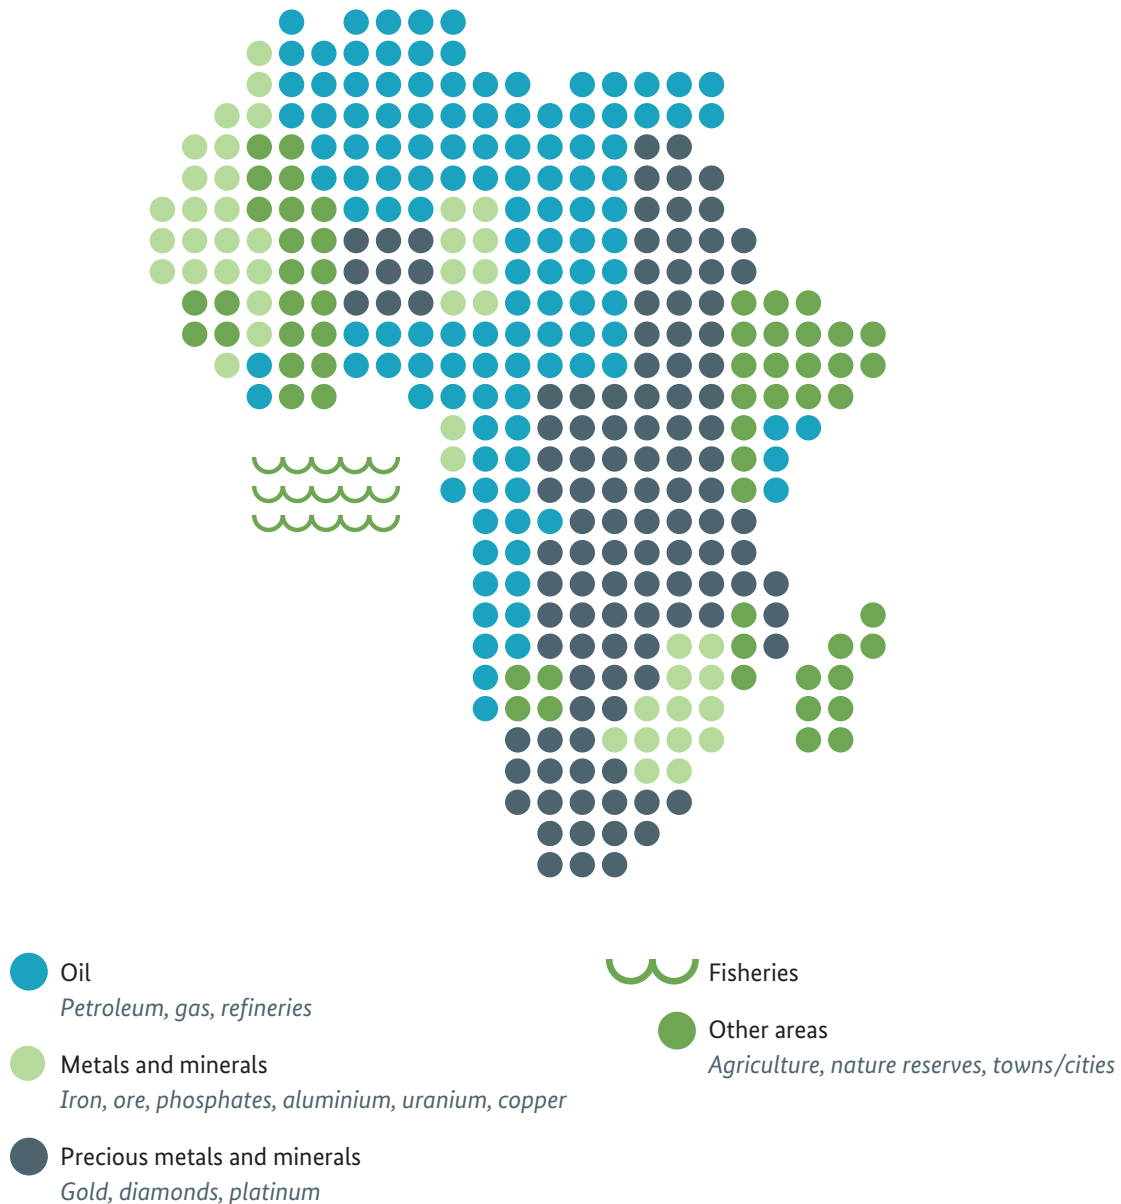 Oil
Petroleum, gas, refineries
Metals and minerals
Iron, ore, phosphates, aluminium, uranium, copper
Precious metals and minerals
Gold, diamonds, platinum
Fisheries
Other areas
Agriculture, nature reserves, towns/cities